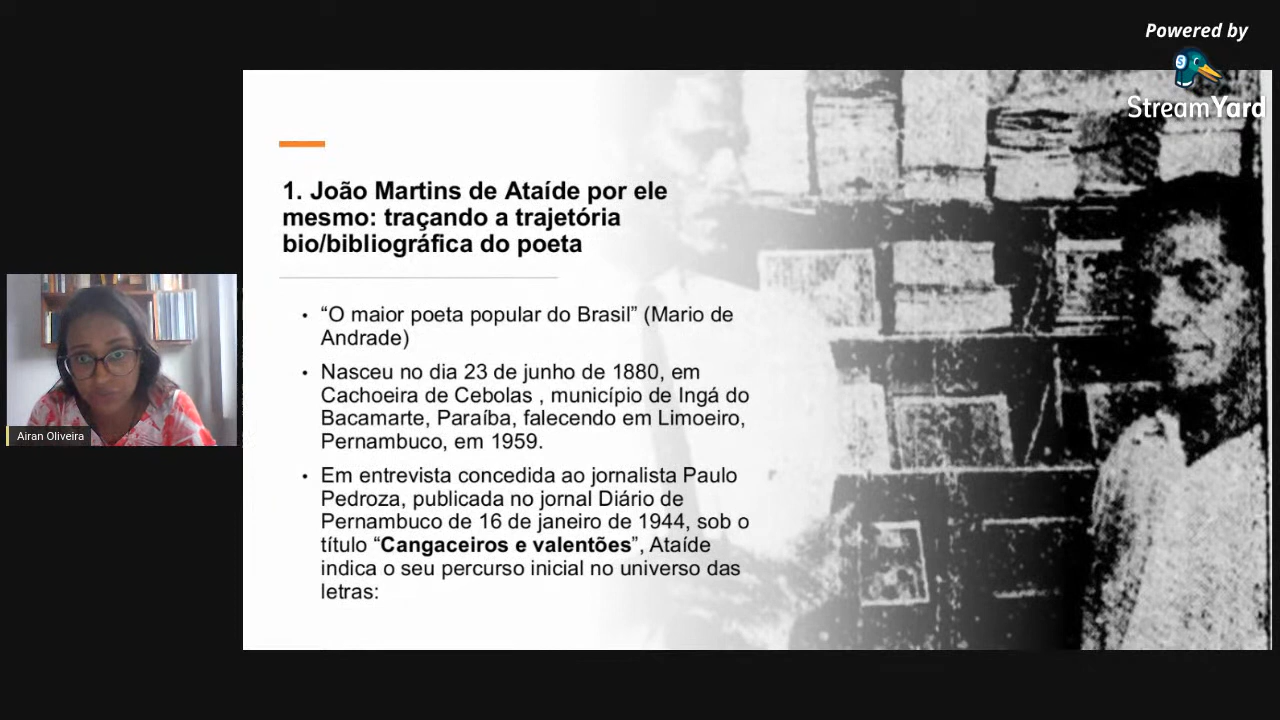 Powered by
StreamYard
1. João Martins de Ataíde por ele
mesmo: traçando a trajetória
bio/bibliográfica do poeta
• “O maior poeta popular do Brasil” (Mario de
Andrade)
• Nasceu no dia 23 de junho de 1880, em
Cachoeira de Cebolas , município de Ingá do
Bacamarte, Paraíba, falecendo em Limoeiro,
Pernambuco, em 1959.
• Em entrevista concedida ao jornalista Paulo
Pedroza, publicada no jornal Diário de
Pernambuco de 16 de janeiro de 1944, sob o
título “Cangaceiros e valentões”, Ataíde
indica o seu percurso inicial no universo das
letras:
Airan Oliveira